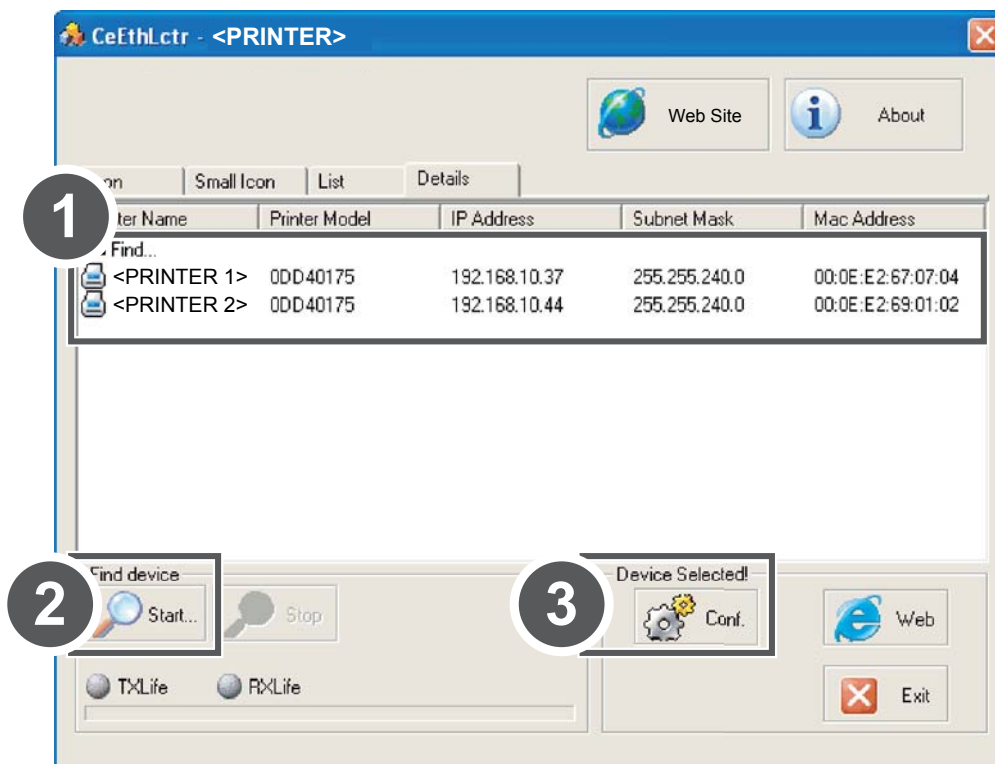 CeEthLctr - <PRINTER>
Web Site
About
on Small Icon List Details
1
ter Name Printer Model IP Address Subnet Mask Mac Address
Find...
<PRINTER 1> 0DD40175 192.168.10.37 255.255.240.0 00:0E:E2:67:07:04
<PRINTER 2> 0DD40175 192.168.10.44 255.255.240.0 00:0E:E2:69:01:02
Find device
2
Start...
Stop
Device Selected!
3
Conf.
Web
TXLife RXLife
Exit